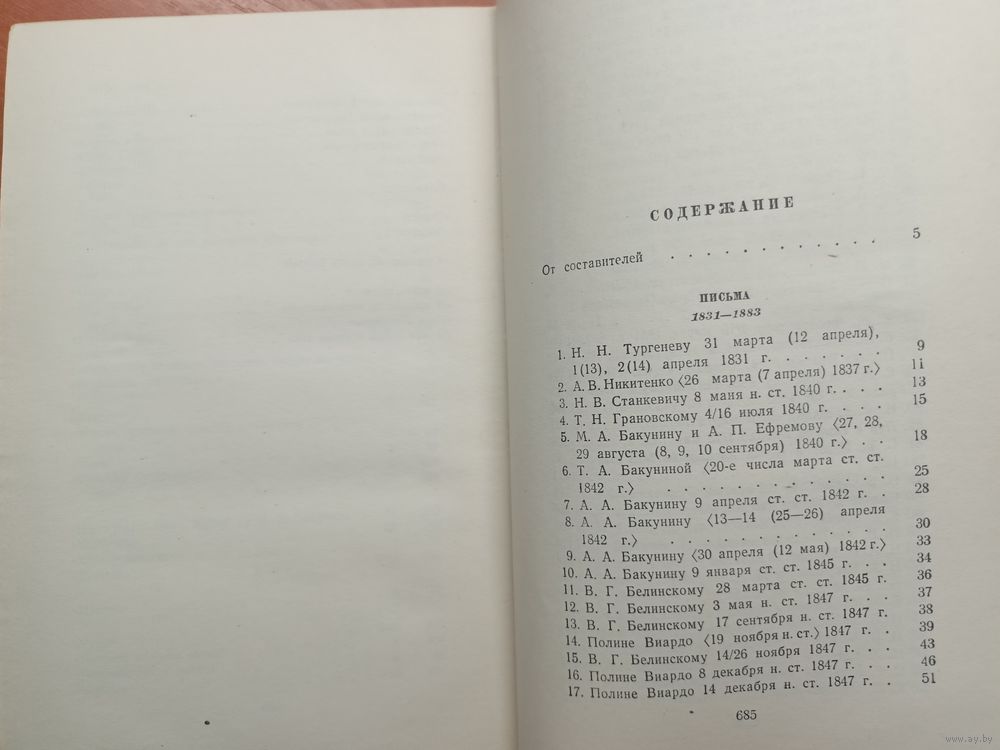 СОДЕРЖАНИЕ
От составителей . . . . . . . . . . . . 5
ПИСЬМА
1831—1883
1. Н. Н. Тургеневу 31 марта (12 апреля),
1(13), 2(14) апреля 1831 г. . . . . . . 9
2. А. В. Никитенко ⟨26 марта (7 апреля) 1837 г.⟩ 11
3. Н. В. Станкевичу 8 маия н. ст. 1840 г. . . . 13
4. Т. Н. Грановскому 4/16 июля 1840 г. . . . 15
5. М. А. Бакунину и А. П. Ефремову ⟨27, 28,
29 августа (8, 9, 10 сентября) 1840 г.⟩ . . 18
6. Т. А. Бакуниной ⟨20-е числа марта ст. ст.
1842 г.⟩ . . . . . . . . . . . . . 25
7. А. А. Бакунину 9 апреля ст. ст. 1842 г. . 28
8. А. А. Бакунину ⟨13—14 (25—26) апреля
1842 г.⟩ . . . . . . . . . . . . . 30
9. А. А. Бакунину ⟨30 апреля (12 мая) 1842 г.⟩ 33
10. А. А. Бакунину 9 января ст. ст. 1845 г. . . 34
11. В. Г. Белинскому 28 марта ст. ст. 1845 г. 36
12. В. Г. Белинскому 3 мая н. ст. 1847 г. . . 37
13. В. Г. Белинскому 17 сентября н. ст. 1847 г. 38
14. Полине Виардо ⟨19 ноября н. ст.⟩ 1847 г. . 39
15. В. Г. Белинскому 14/26 ноября 1847 г. . . 43
16. Полине Виардо 8 декабря н. ст. 1847 г. . . 46
17. Полине Виардо 14 декабря н. ст. 1847 г. . . 51
685
www.ay.by